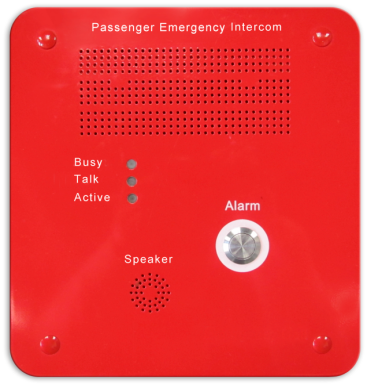 Passenger Emergency Intercom
Busy
Talk
Active
Alarm
Speaker